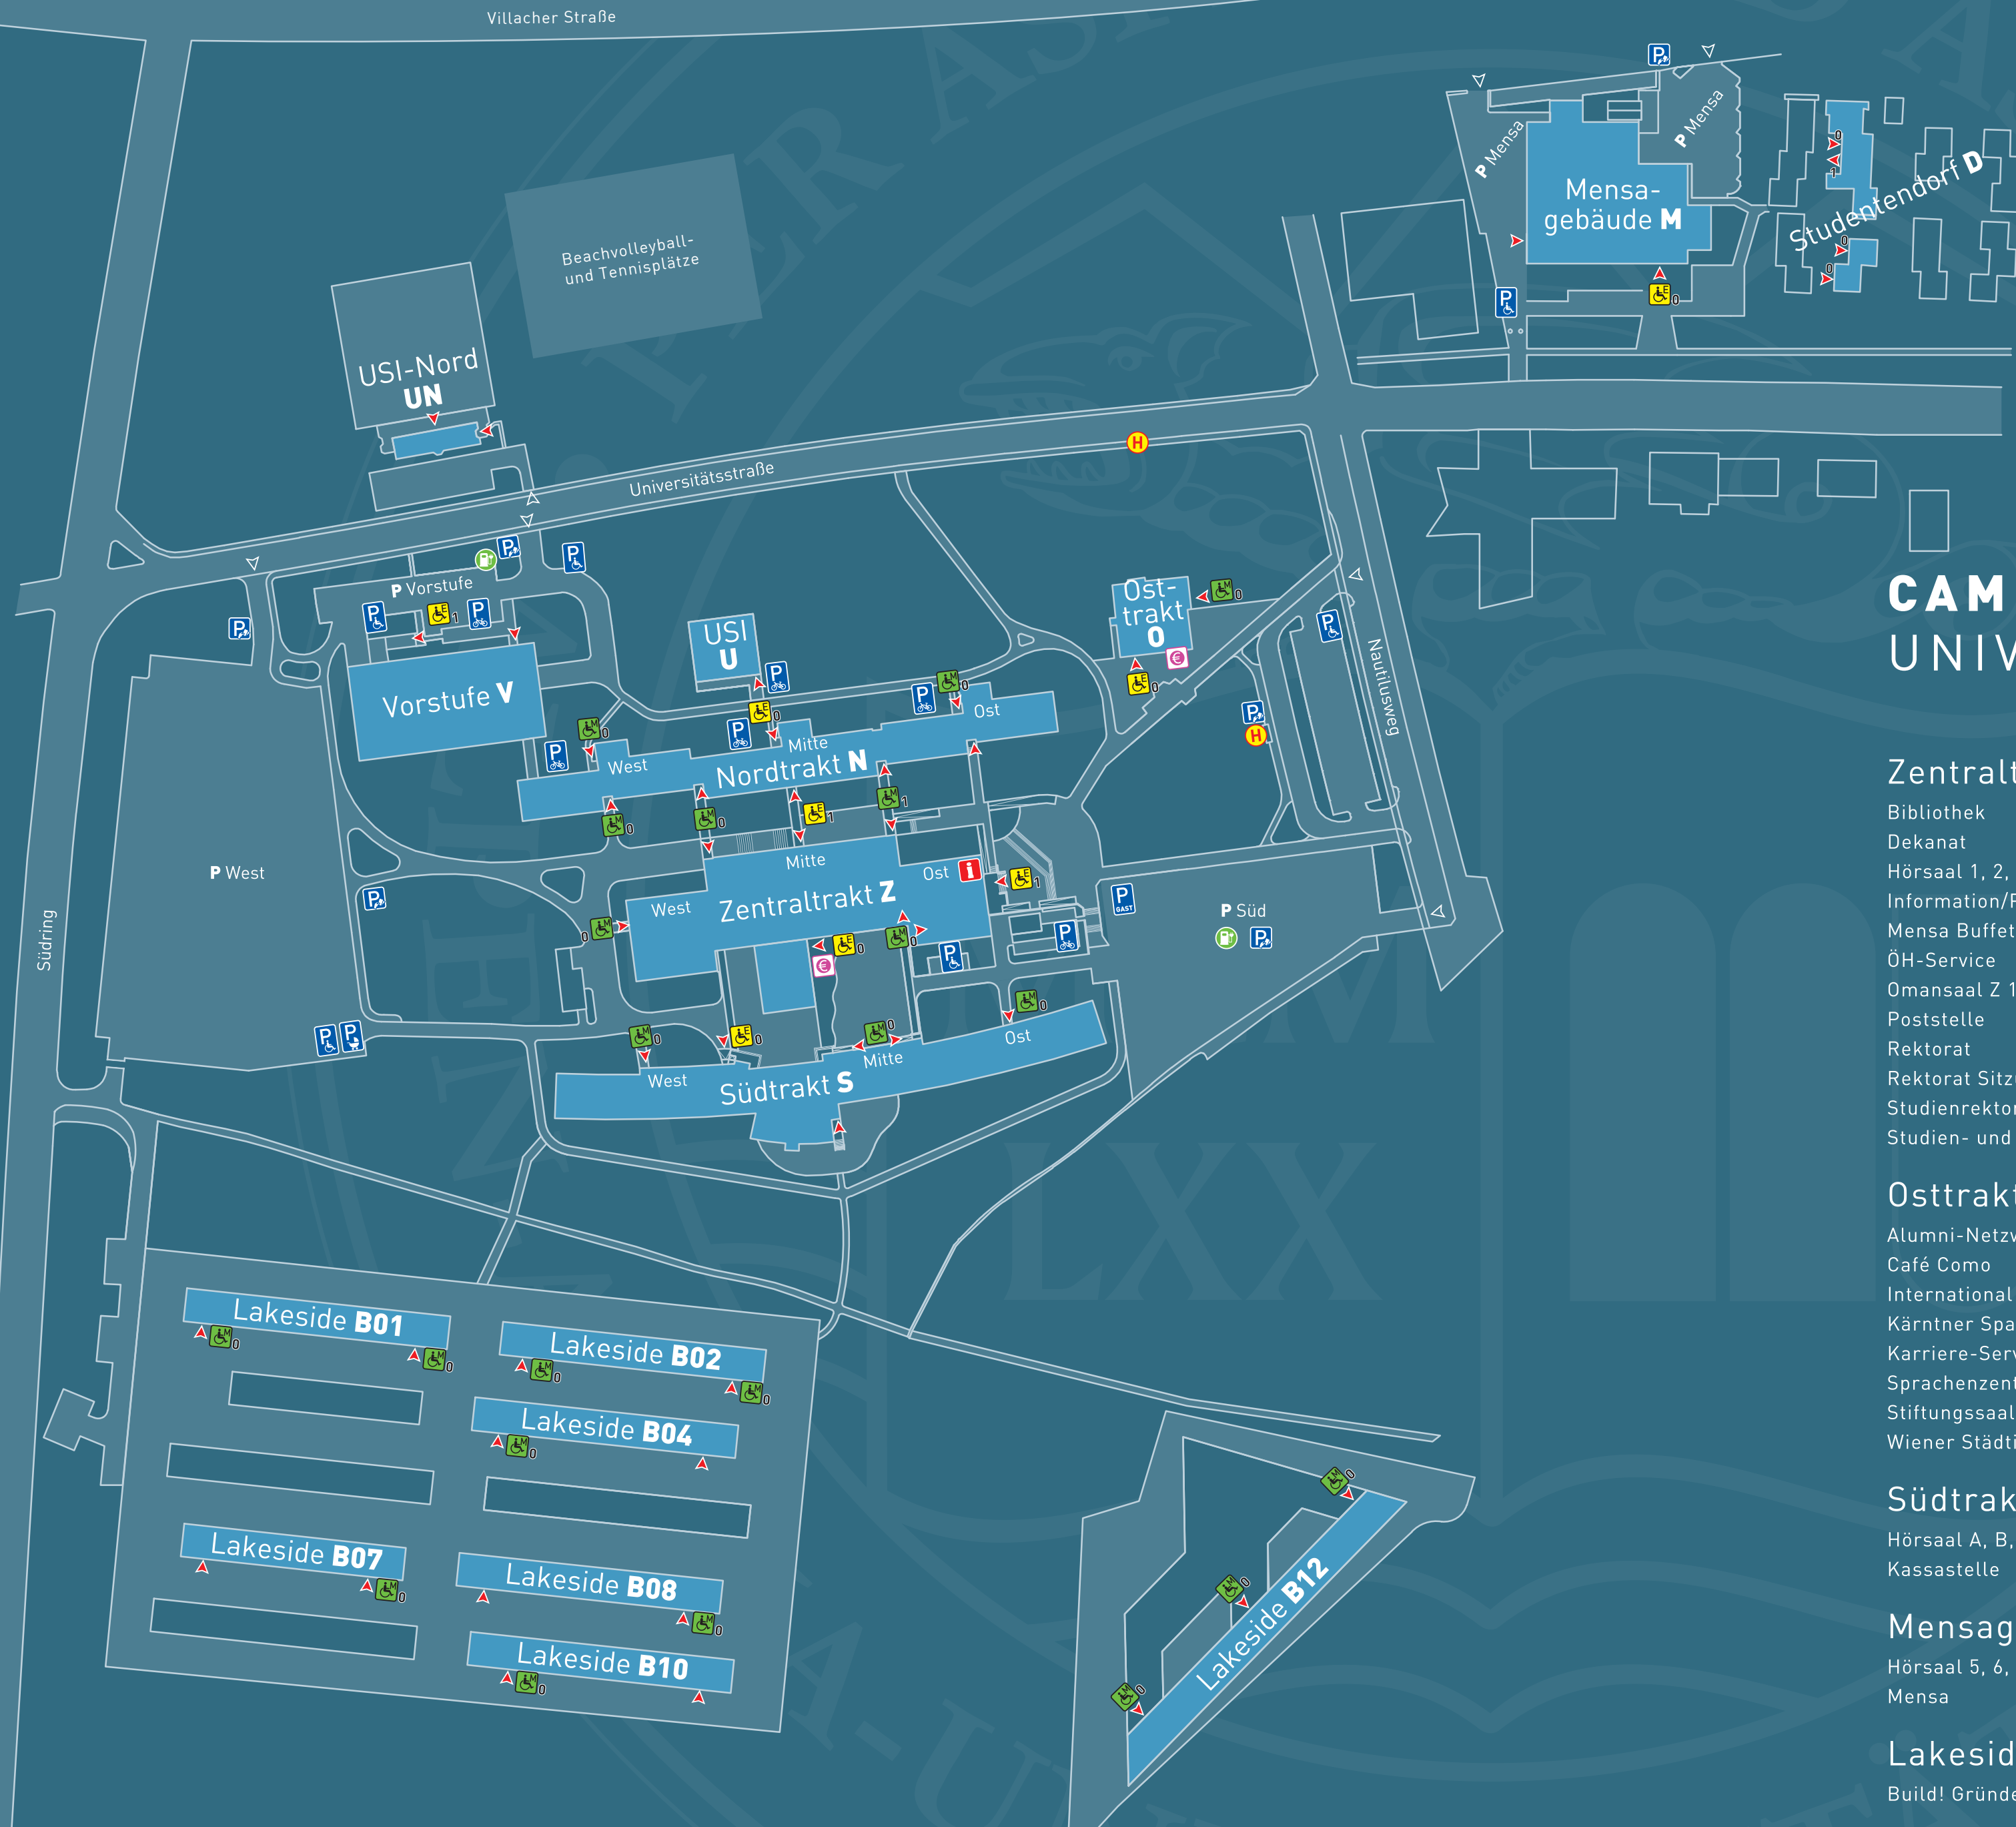 Villacher Straße
P Mensa
P Mensa
Mensa-
gebäude M
Studentendorf D
Beachvolleyball-
und Tennisplätze
USI-Nord
UN
Universitätsstraße
P Vorstufe
Vorstufe V
USI
U
Ost-
trakt
O
Nautilusweg
Ost
Mitte
West
Nordtrakt N
Mitte
Ost
West
Zentraltrakt Z
P West
P Süd
GAST
Südring
Ost
Mitte
West
Südtrakt S
Lakeside B01
Lakeside B02
Lakeside B04
Lakeside B07
Lakeside B08
Lakeside B10
Lakeside B12
CAM
UNIV
Zentralt
Bibliothek
Dekanat
Hörsaal 1, 2,
Information/P
Mensa Buffet
ÖH-Service
Omansaal Z 1
Poststelle
Rektorat
Rektorat Sitz
Studienrektor
Studien- und
Osttrakt
Alumni-Netzw
Café Como
International
Kärntner Spa
Karriere-Serv
Sprachenzent
Stiftungssaal
Wiener Städti
Südtrak
Hörsaal A, B,
Kassastelle
Mensag
Hörsaal 5, 6,
Mensa
Lakesid
Build! Gründe